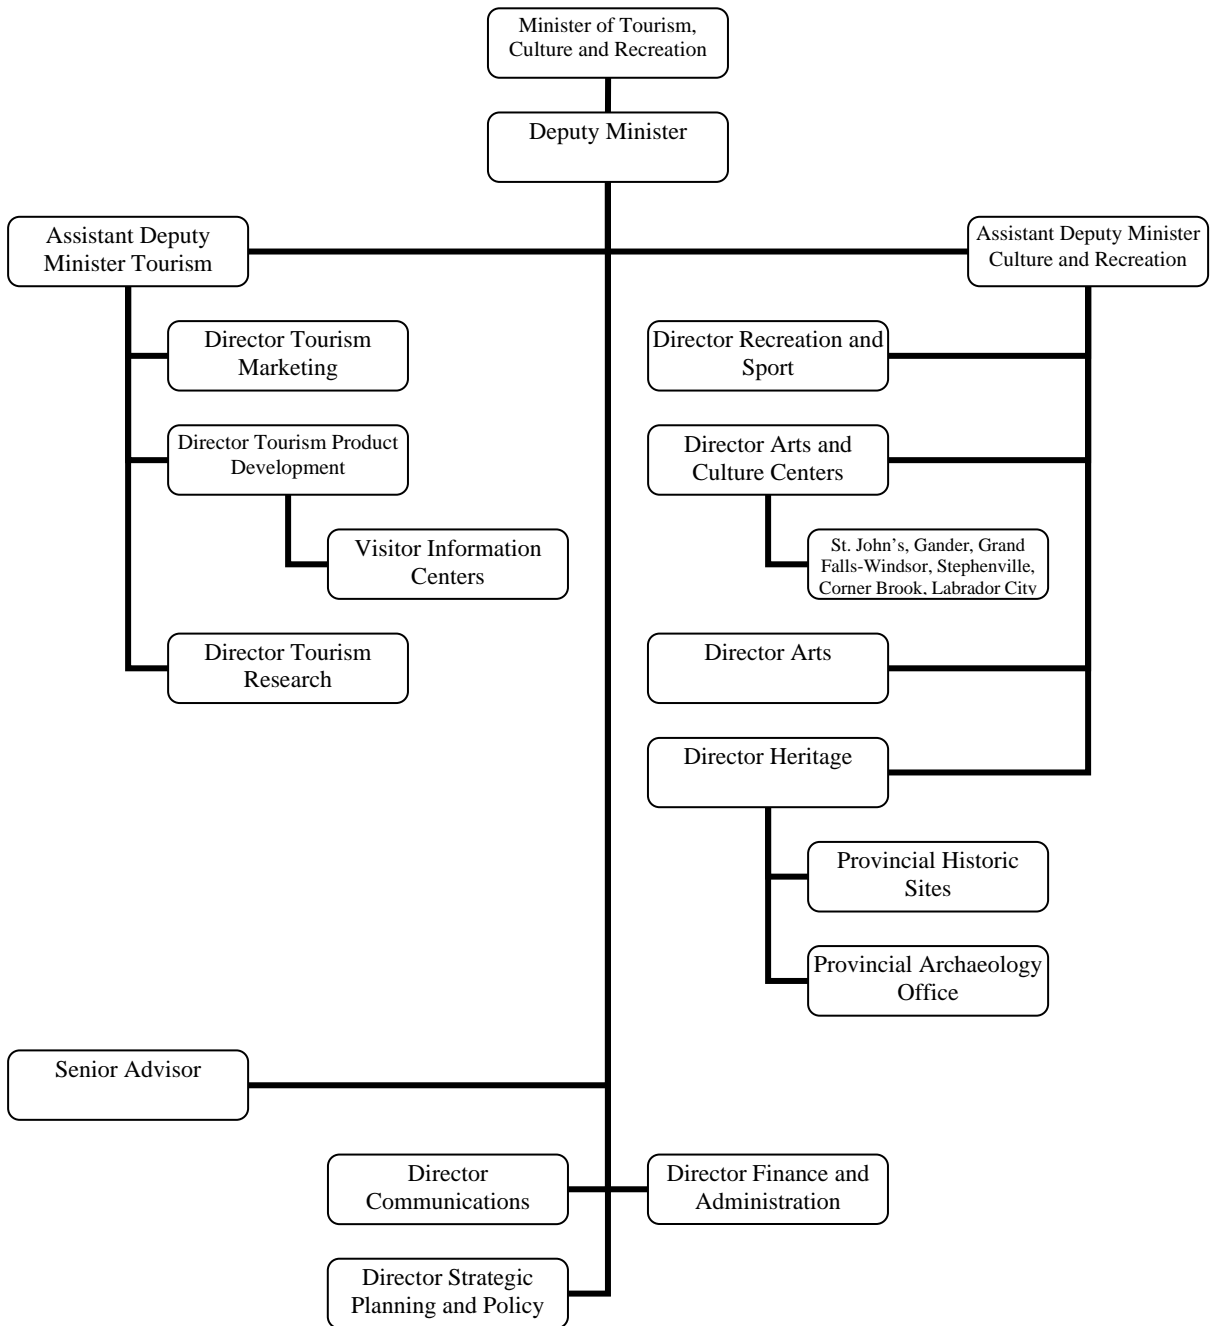 Minister of Tourism,
Culture and Recreation
Deputy Minister
Assistant Deputy
Minister Tourism
Assistant Deputy Minister
Culture and Recreation
Director Tourism
Marketing
Director Recreation and
Sport
Director Tourism Product
Development
Director Arts and
Culture Centers
Visitor Information
Centers
St. John’s, Gander, Grand
Falls-Windsor, Stephenville,
Corner Brook, Labrador City
Director Tourism
Research
Director Arts
Director Heritage
Provincial Historic
Sites
Provincial Archaeology
Office
Senior Advisor
Director
Communications
Director Finance and
Administration
Director Strategic
Planning and Policy